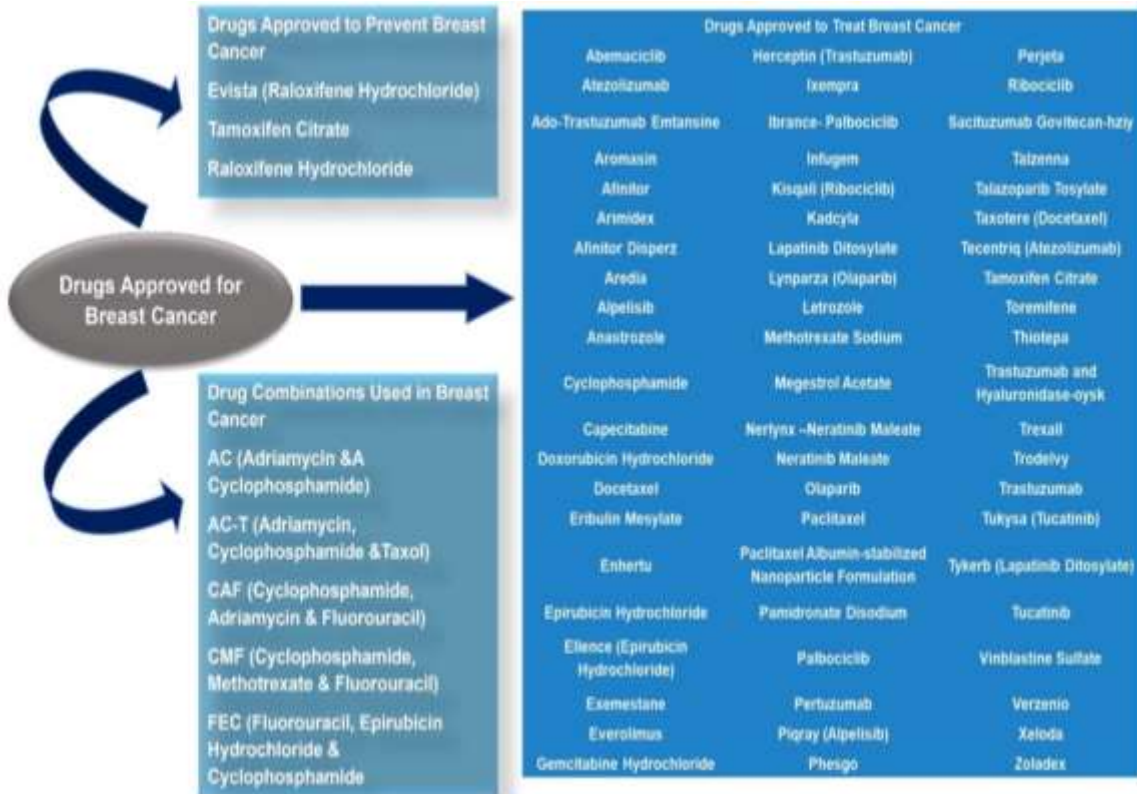 Drugs Approved to Prevent Breast
Cancer
Evista (Raloxifene Hydrochloride)
Tamoxifen Citrate
Raloxifene Hydrochloride
Drugs Approved for
Breast Cancer
Drug Combinations Used in Breast
Cancer
AC (Adriamycin &A
Cyclophosphamide)
AC-T (Adriamycin,
Cyclophosphamide &Taxol)
CAF (Cyclophosphamide,
Adriamycin & Fluorouracil)
CMF (Cyclophosphamide,
Methotrexate & Fluorouracil)
FEC (Fluorouracil, Epirubicin
Hydrochloride &
Cyclophosphamide
Drugs Approved to Treat Breast Cancer
Abemaciclib Herceptin (Trastuzumab) Perjeta
Atezolizumab Ixempra Ribociclib
Ado-Trastuzumab Emtansine Ibrance- Palbociclib Sacituzumab Govitecan-hziy
Aromasin Infugem Talzenna
Afinitor Kisqali (Ribociclib) Talazoparib Tosylate
Arimidex Kadcyla Taxotere (Docetaxel)
Afinitor Disperz Lapatinib Ditosylate Tecentriq (Atezolizumab)
Aredia Lynparza (Olaparib) Tamoxifen Citrate
Alpelisib Letrozole Toremifene
Anastrozole Methotrexate Sodium Thiotepa
Cyclophosphamide Megestrol Acetate Trastuzumab and
Hyaluronidase-oysk
Capecitabine Nerlynx –Neratinib Maleate Trexall
Doxorubicin Hydrochloride Neratinib Maleate Trodelvy
Docetaxel Olaparib Trastuzumab
Eribulin Mesylate Paclitaxel Tukysa (Tucatinib)
Enhertu Paclitaxel Albumin-stabilized
Nanoparticle Formulation Tykerb (Lapatinib Ditosylate)
Epirubicin Hydrochloride Pamidronate Disodium Tucatinib
Ellence (Epirubicin
Hydrochloride) Palbociclib Vinblastine Sulfate
Exemestane Pertuzumab Verzenio
Everolimus Piqray (Alpelisib) Xeloda
Gemcitabine Hydrochloride Phesgo Zoladex